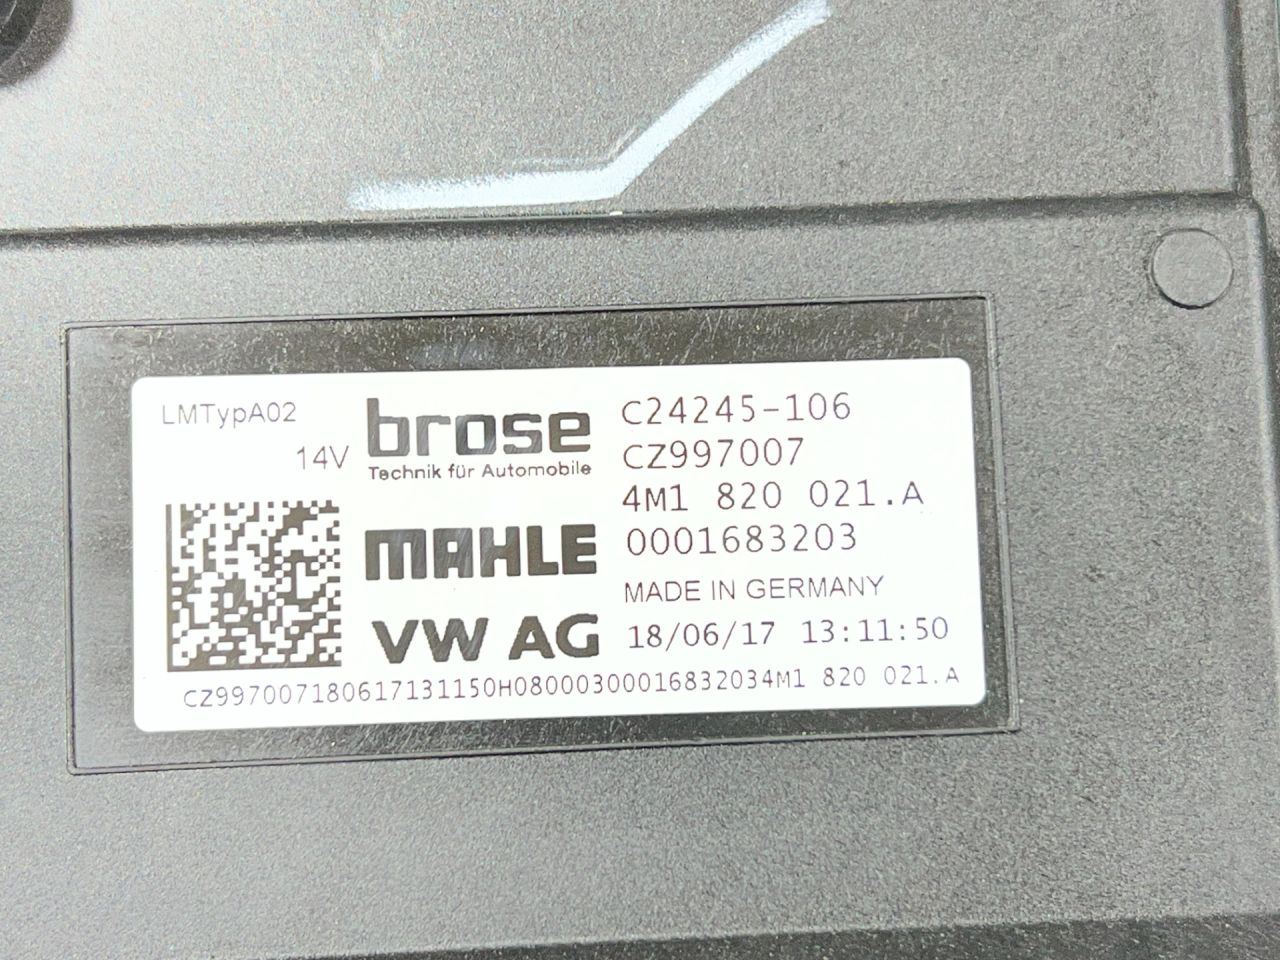 LMTypA02
14V
brose
Technik für Automobile
MAHLE
VW AG
C24245-106
CZ997007
4M1 820 021.A
0001683203
MADE IN GERMANY
18/06/17 13:11:50
CZ997007180617131150H08000300016832034M1 820 021.A